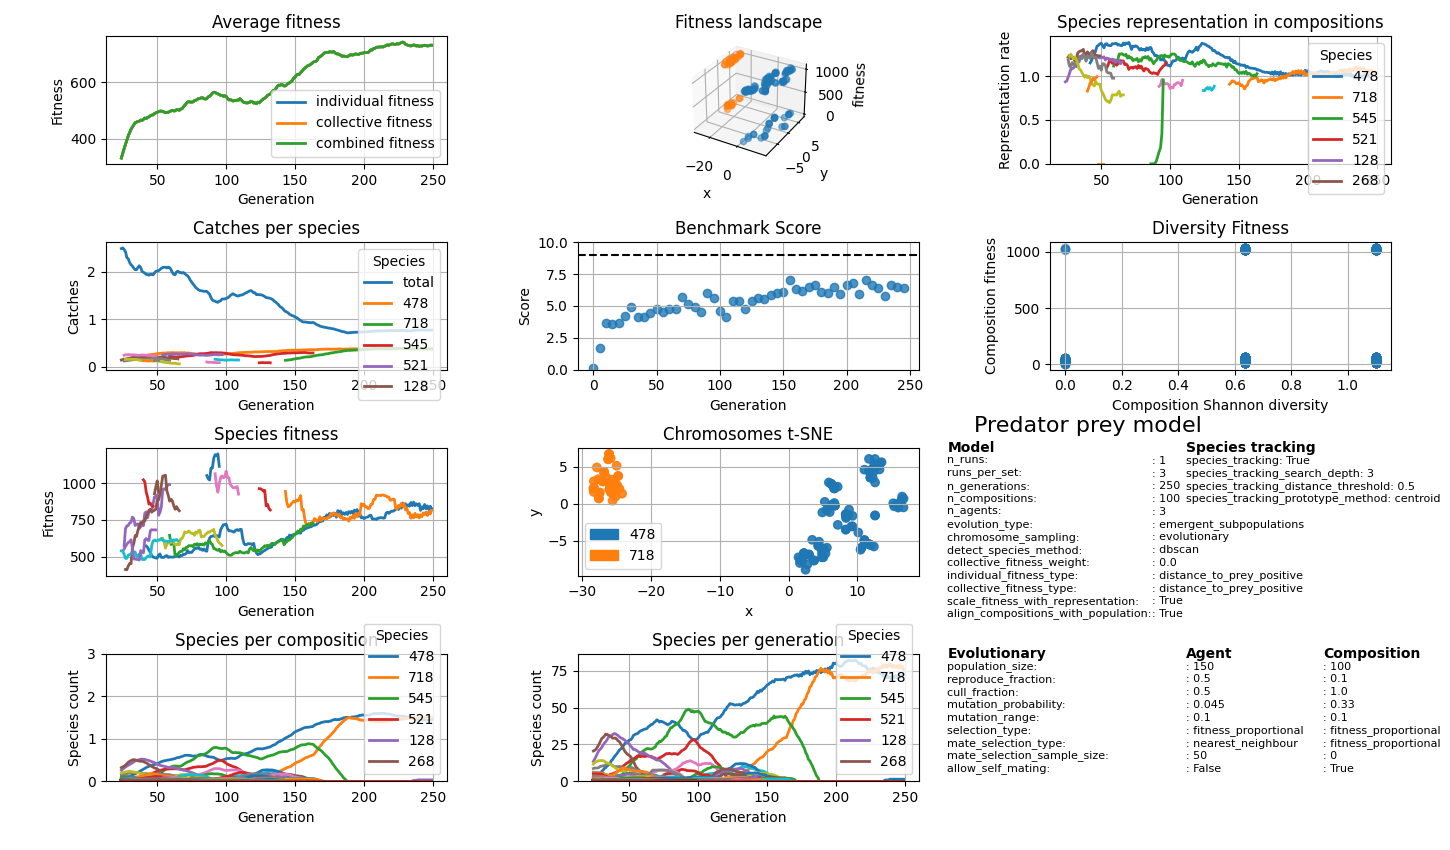 Average fitness
Fitness
600
400
individual fitness
collective fitness
combined fitness
50 100 150 200 250
Generation
Fitness landscape
1000
500
0
fitness
−20 0
x
−5 0 5
y
Species representation in compositions
Representation rate
1.0
0.5
0.0
Species
478
718
545
521
128
268
50 100 150 200 250
Generation
Catches per species
Catches
2
1
0
Species
total
478
718
545
521
128
50 100 150 200 250
Generation
Benchmark Score
Score
10.0
7.5
5.0
2.5
0.0
0 50 100 150 200 250
Generation
Diversity Fitness
Composition fitness
1000
500
0
0.0 0.2 0.4 0.6 0.8 1.0
Composition Shannon diversity
Species fitness
Fitness
1000
750
500
50 100 150 200 250
Generation
Chromosomes t-SNE
y
5
0
−5
478
718
−30 −20 −10 0 10
x
Predator prey model
Model
n_runs: : 1
runs_per_set: : 3
n_generations: : 250
n_compositions: : 100
n_agents: : 3
evolution_type: : emergent_subpopulations
chromosome_sampling: : evolutionary
detect_species_method: : dbscan
collective_fitness_weight: : 0.0
individual_fitness_type: : distance_to_prey_positive
collective_fitness_type: : distance_to_prey_positive
scale_fitness_with_representation: : True
align_compositions_with_population: : True
Species tracking
species_tracking: True
species_tracking_search_depth: 3
species_tracking_distance_threshold: 0.5
species_tracking_prototype_method: centroid
Species per composition
Species count
3
2
1
0
Species
478
718
545
521
128
268
50 100 150 200 250
Generation
Species per generation
Species count
75
50
25
0
Species
478
718
545
521
128
268
50 100 150 200 250
Generation
Evolutionary Agent Composition
population_size: : 150 : 100
reproduce_fraction: : 0.5 : 0.1
cull_fraction: : 0.5 : 1.0
mutation_probability: : 0.045 : 0.33
mutation_range: : 0.1 : 0.1
selection_type: : fitness_proportional : fitness_proportional
mate_selection_type: : nearest_neighbour : fitness_proportional
mate_selection_sample_size: : 50 : 0
allow_self_mating: : False : True